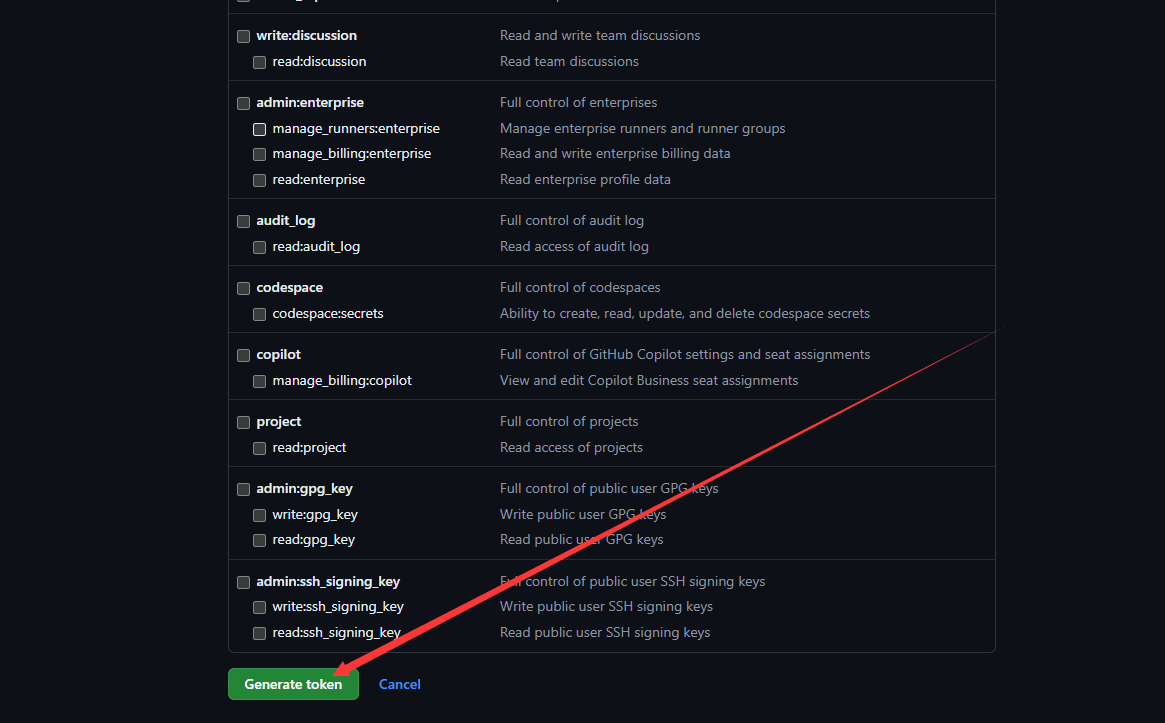 write:discussion Read and write team discussions
read:discussion Read team discussions
admin:enterprise Full control of enterprises
manage_runners:enterprise Manage enterprise runners and runner groups
manage_billing:enterprise Read and write enterprise billing data
read:enterprise Read enterprise profile data
audit_log Full control of audit log
read:audit_log Read access of audit log
codespace Full control of codespaces
codespace:secrets Ability to create, read, update, and delete codespace secrets
copilot Full control of GitHub Copilot settings and seat assignments
manage_billing:copilot View and edit Copilot Business seat assignments
project Full control of projects
read:project Read access of projects
admin:gpg_key Full control of public user GPG keys
write:gpg_key Write public user GPG keys
read:gpg_key Read public user GPG keys
admin:ssh_signing_key Full control of public user SSH signing keys
write:ssh_signing_key Write public user SSH signing keys
read:ssh_signing_key Read public user SSH signing keys
Generate token Cancel